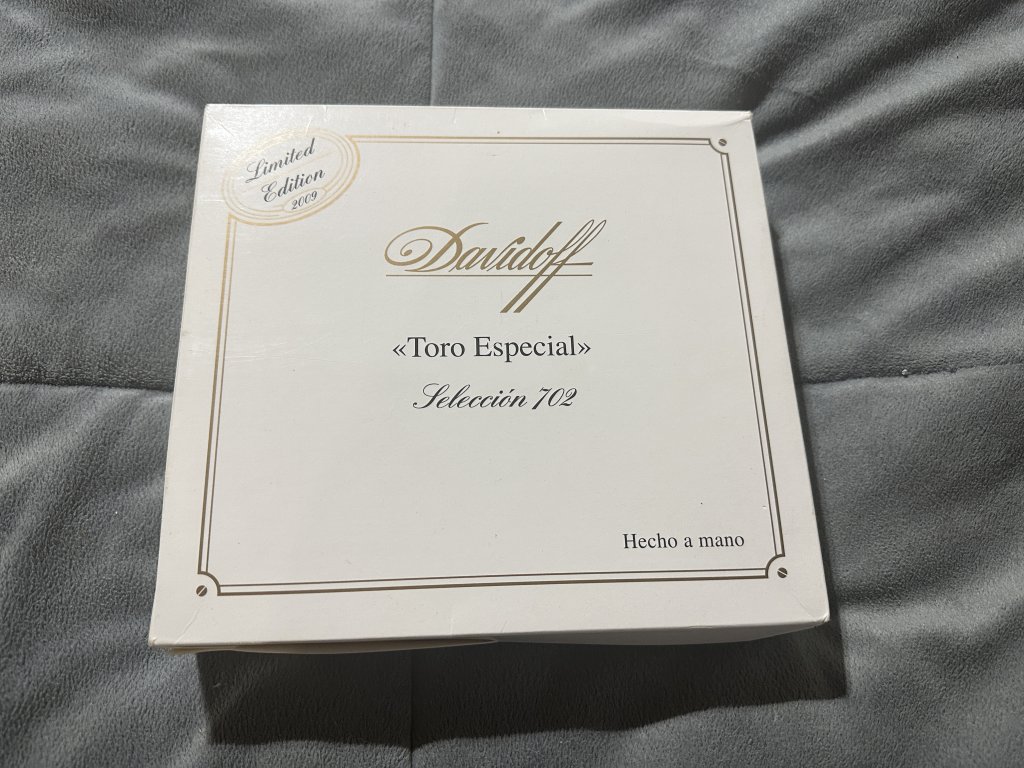 Limited
Edition
2009
Davidoff
«Toro Especial»
Selección 702
Hecho a mano